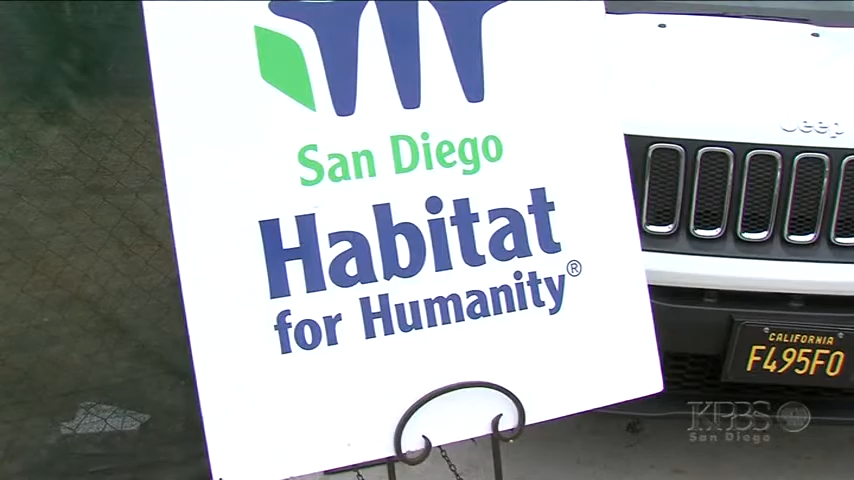 San Diego
Habitat
for Humanity®
Jeep
CALIFORNIA
F495F0
KPBS
San Diego